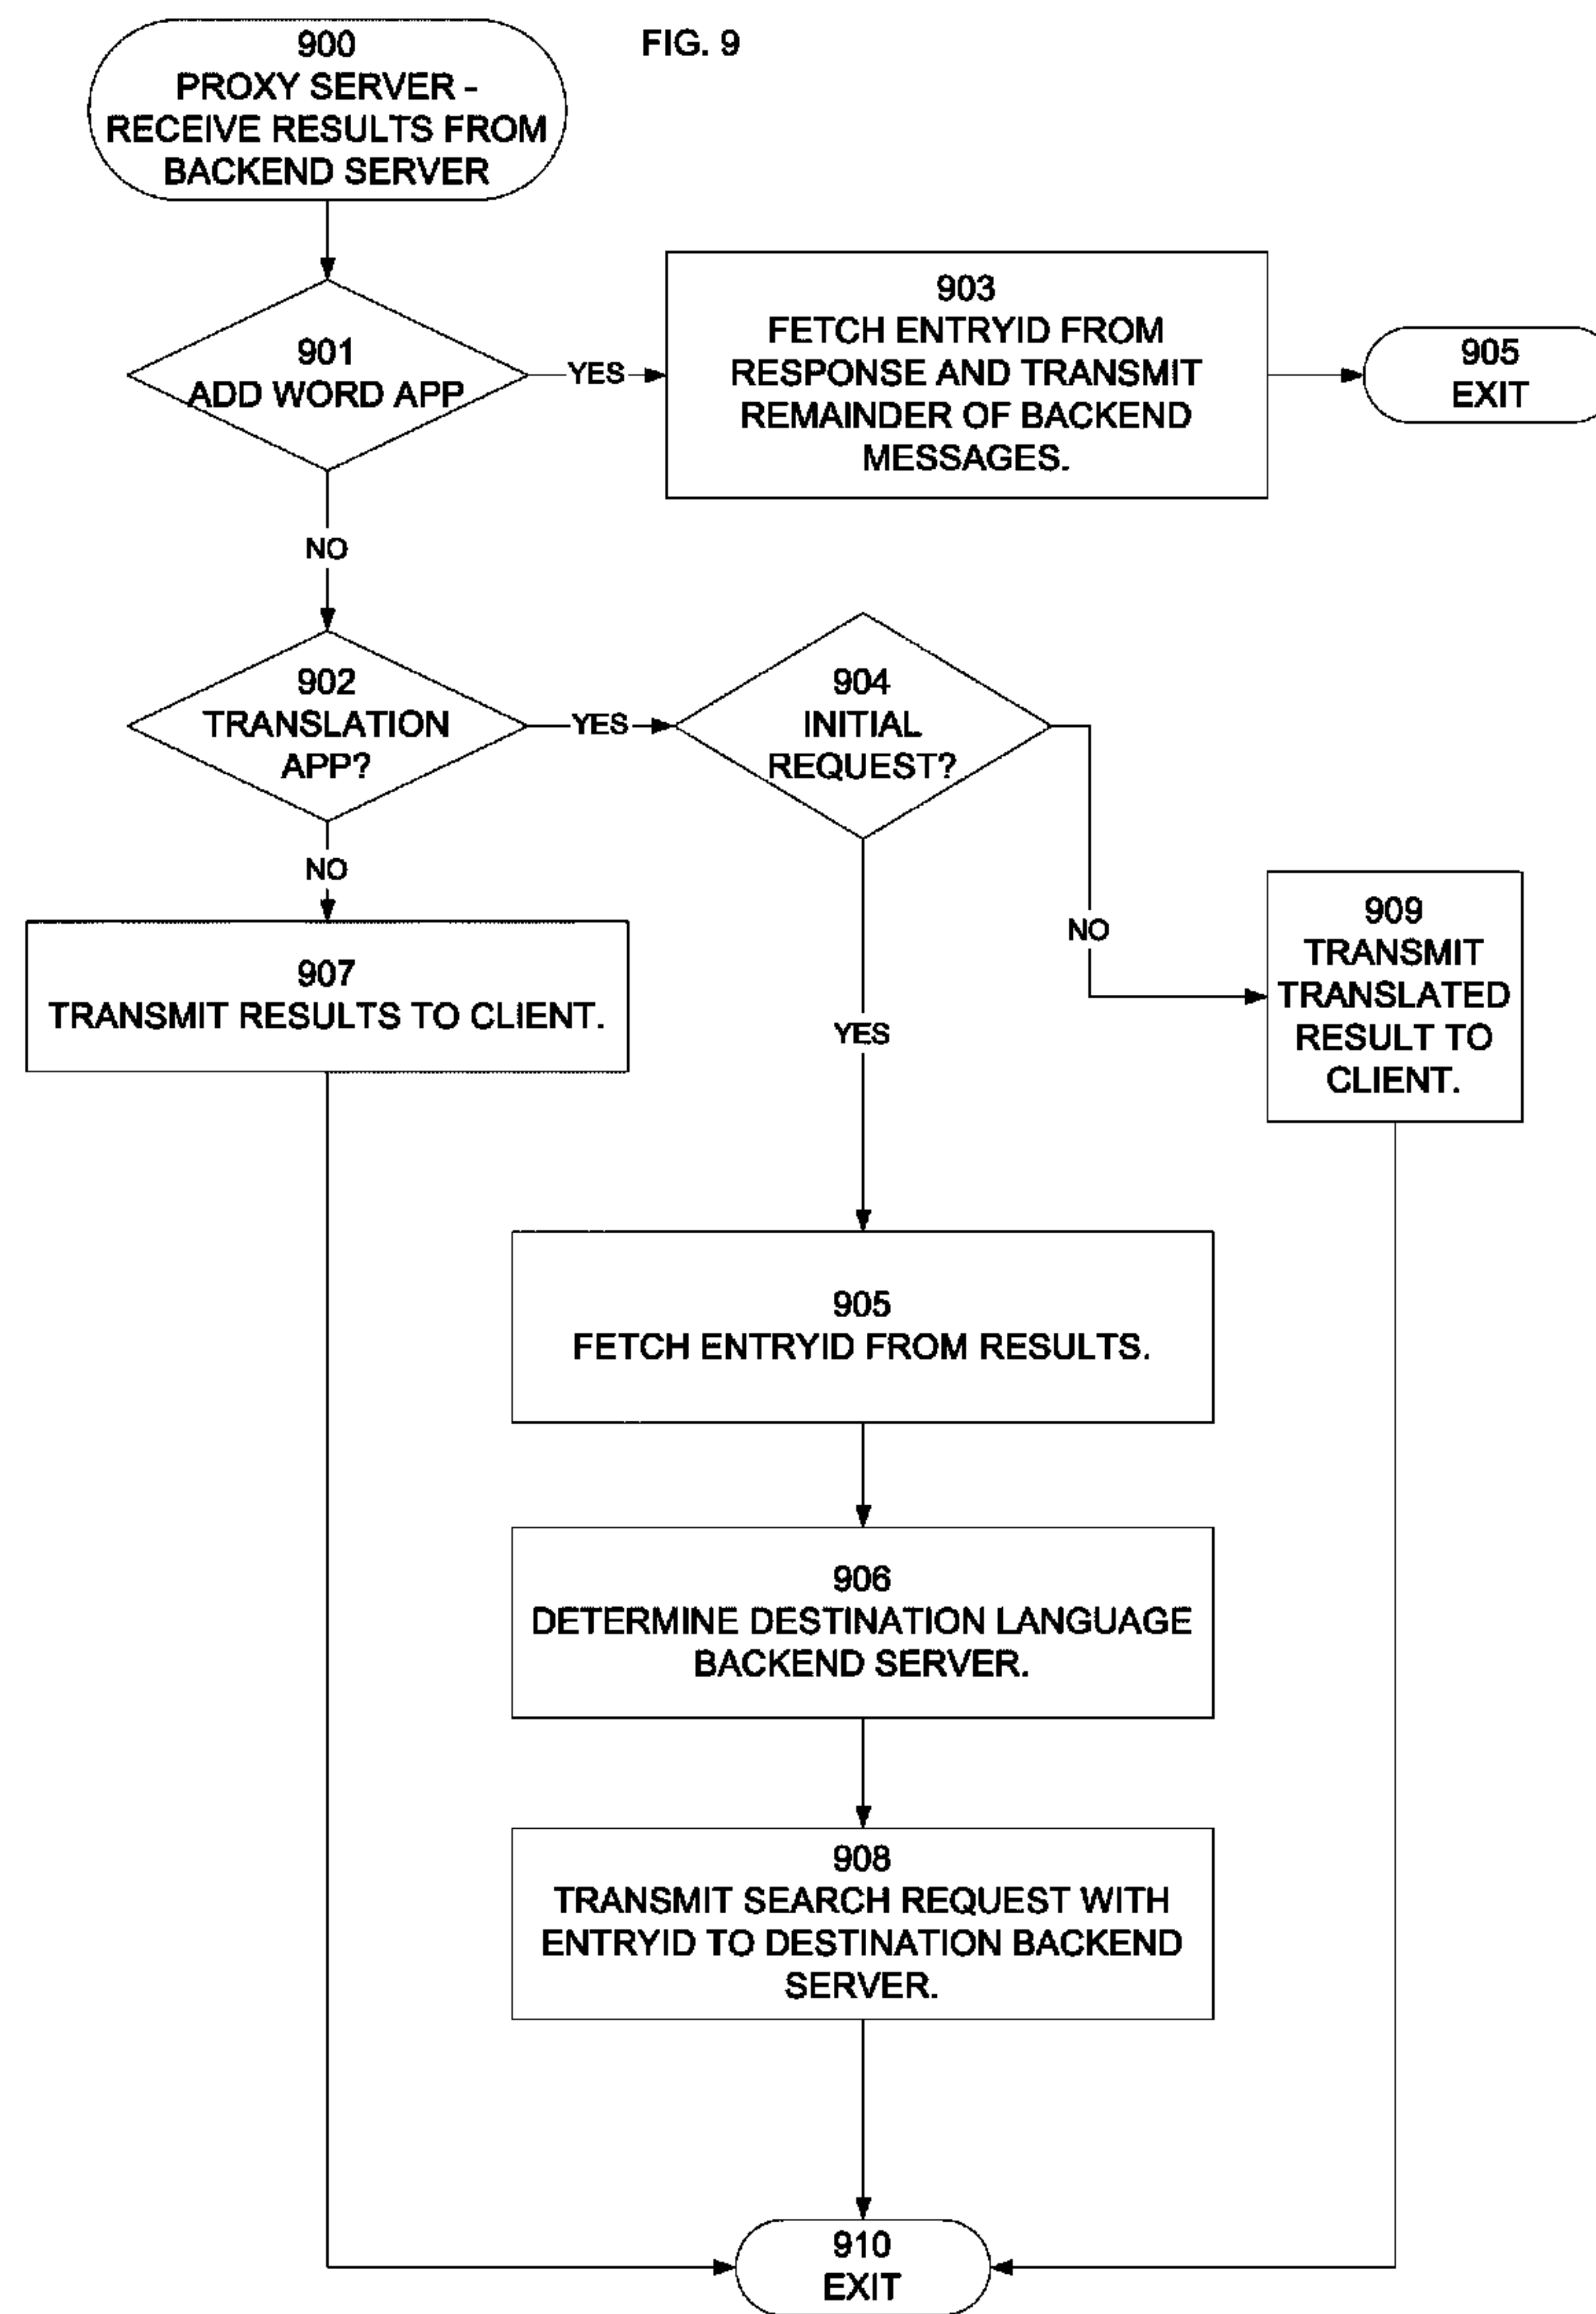 FIG. 9
900
PROXY SERVER -
RECEIVE RESULTS FROM
BACKEND SERVER
901
ADD WORD APP
YES
903
FETCH ENTRYID FROM
RESPONSE AND TRANSMIT
REMAINDER OF BACKEND
MESSAGES.
905
EXIT
NO
902
TRANSLATION
APP?
YES
904
INITIAL
REQUEST?
NO
907
TRANSMIT RESULTS TO CLIENT.
NO
909
TRANSMIT
TRANSLATED
RESULT TO
CLIENT.
YES
905
FETCH ENTRYID FROM RESULTS.
906
DETERMINE DESTINATION LANGUAGE
BACKEND SERVER.
908
TRANSMIT SEARCH REQUEST WITH
ENTRYID TO DESTINATION BACKEND
SERVER.
910
EXIT